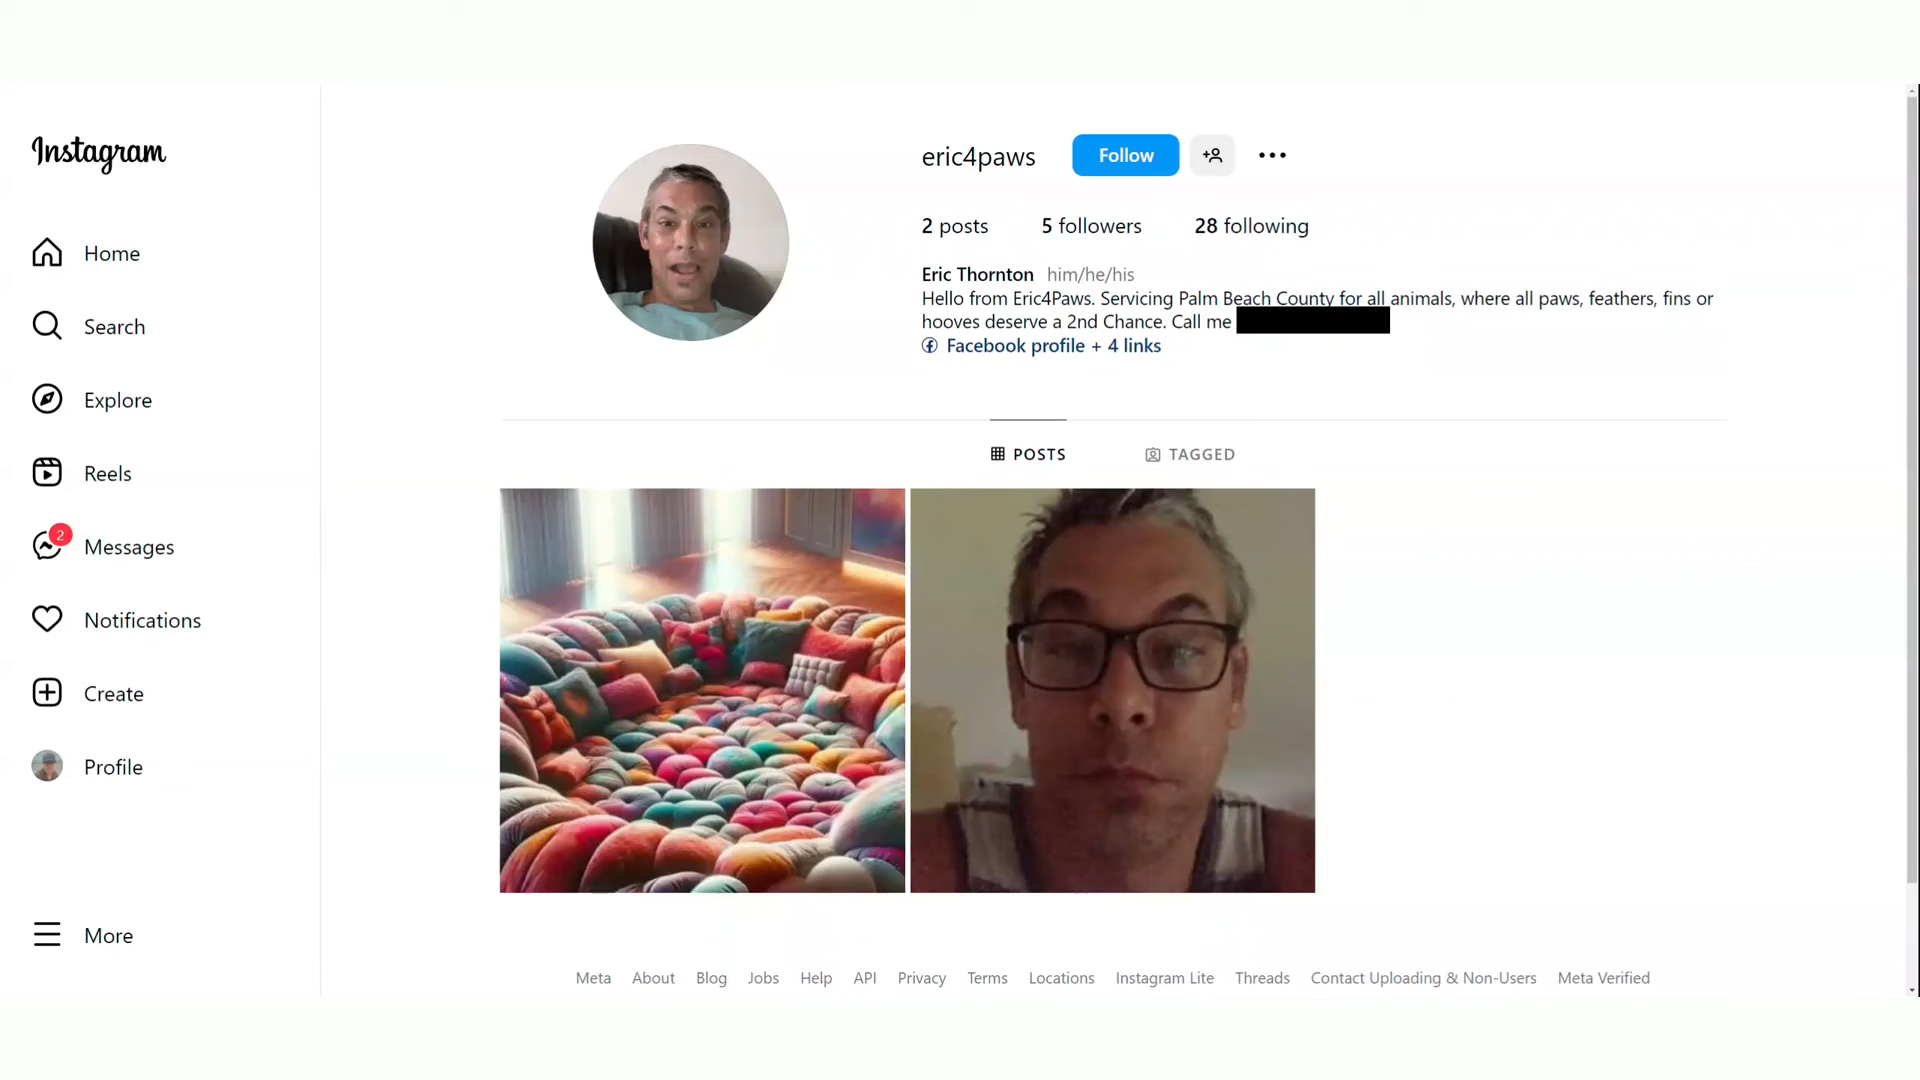 Instagram
Home
Search
Explore
Reels
2
Messages
Notifications
Create
Profile
More
eric4paws
Follow
2 posts 5 followers 28 following
Eric Thornton him/he/his
Hello from Eric4Paws. Servicing Palm Beach County for all animals, where all paws, feathers, fins or
hooves deserve a 2nd Chance. Call me
Facebook profile + 4 links
POSTS TAGGED
Meta About Blog Jobs Help API Privacy Terms Locations Instagram Lite Threads Contact Uploading & Non-Users Meta Verified